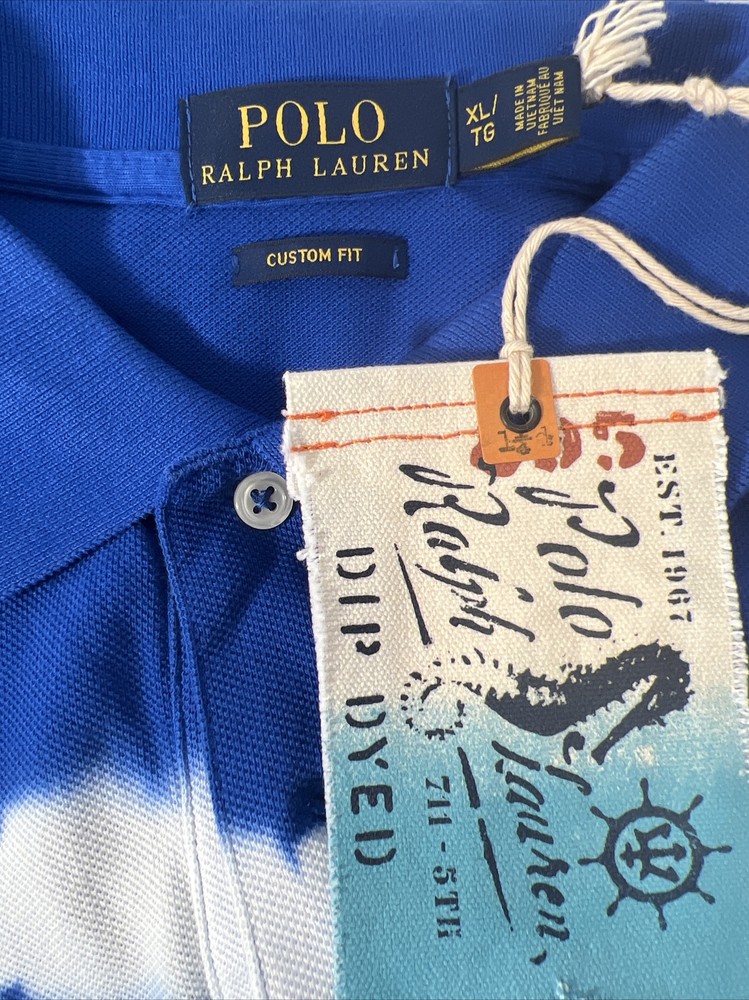 POLO
RALPH LAUREN
XL/
TG
MADE IN
VIETNAM
FABRIQUÉ AU
VIET NAM
CUSTOM FIT
EST. 1967
Polo
Ralph Lauren
DIP DYED
711 - 5TH